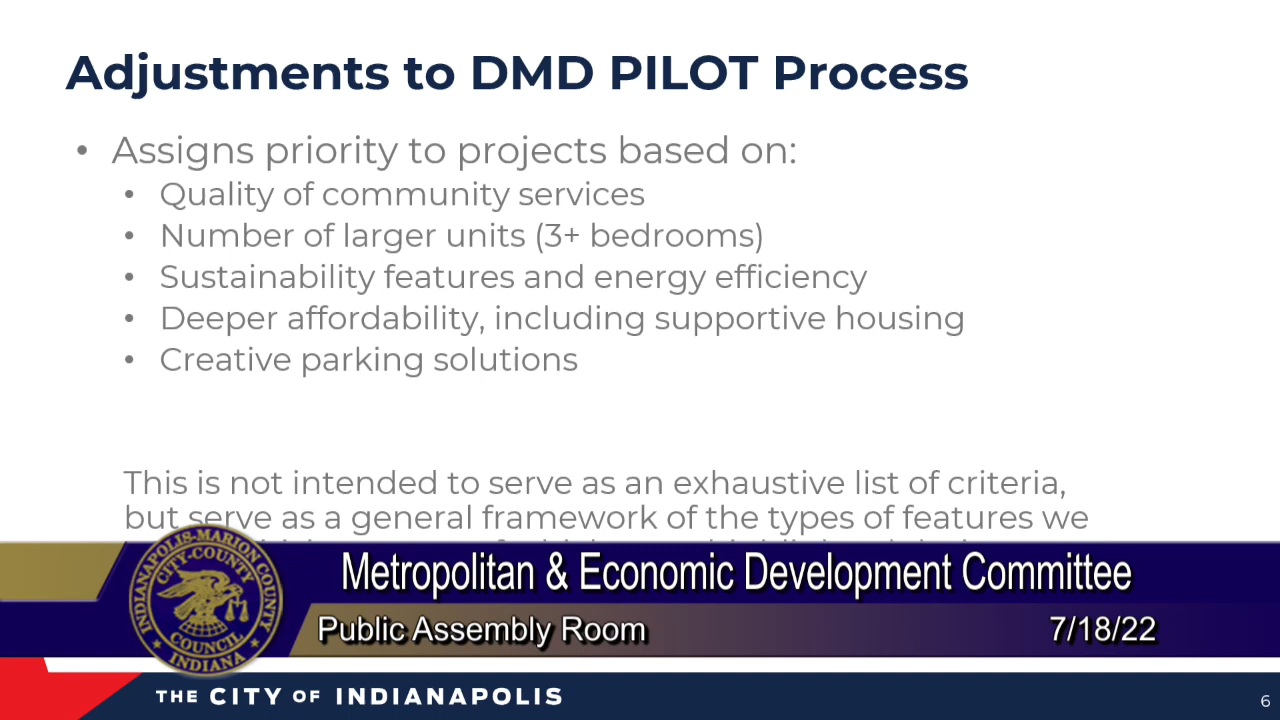 Adjustments to DMD PILOT Process
• Assigns priority to projects based on:
• Quality of community services
• Number of larger units (3+ bedrooms)
• Sustainability features and energy efficiency
• Deeper affordability, including supportive housing
• Creative parking solutions
This is not intended to serve as an exhaustive list of criteria,
but serve as a general framework of the types of features we
INDIANAPOLIS-MARION COUNTY
CITY-COUNTY
COUNCIL
INDIANA
Metropolitan & Economic Development Committee
Public Assembly Room
7/18/22
THE CITY OF INDIANAPOLIS
6